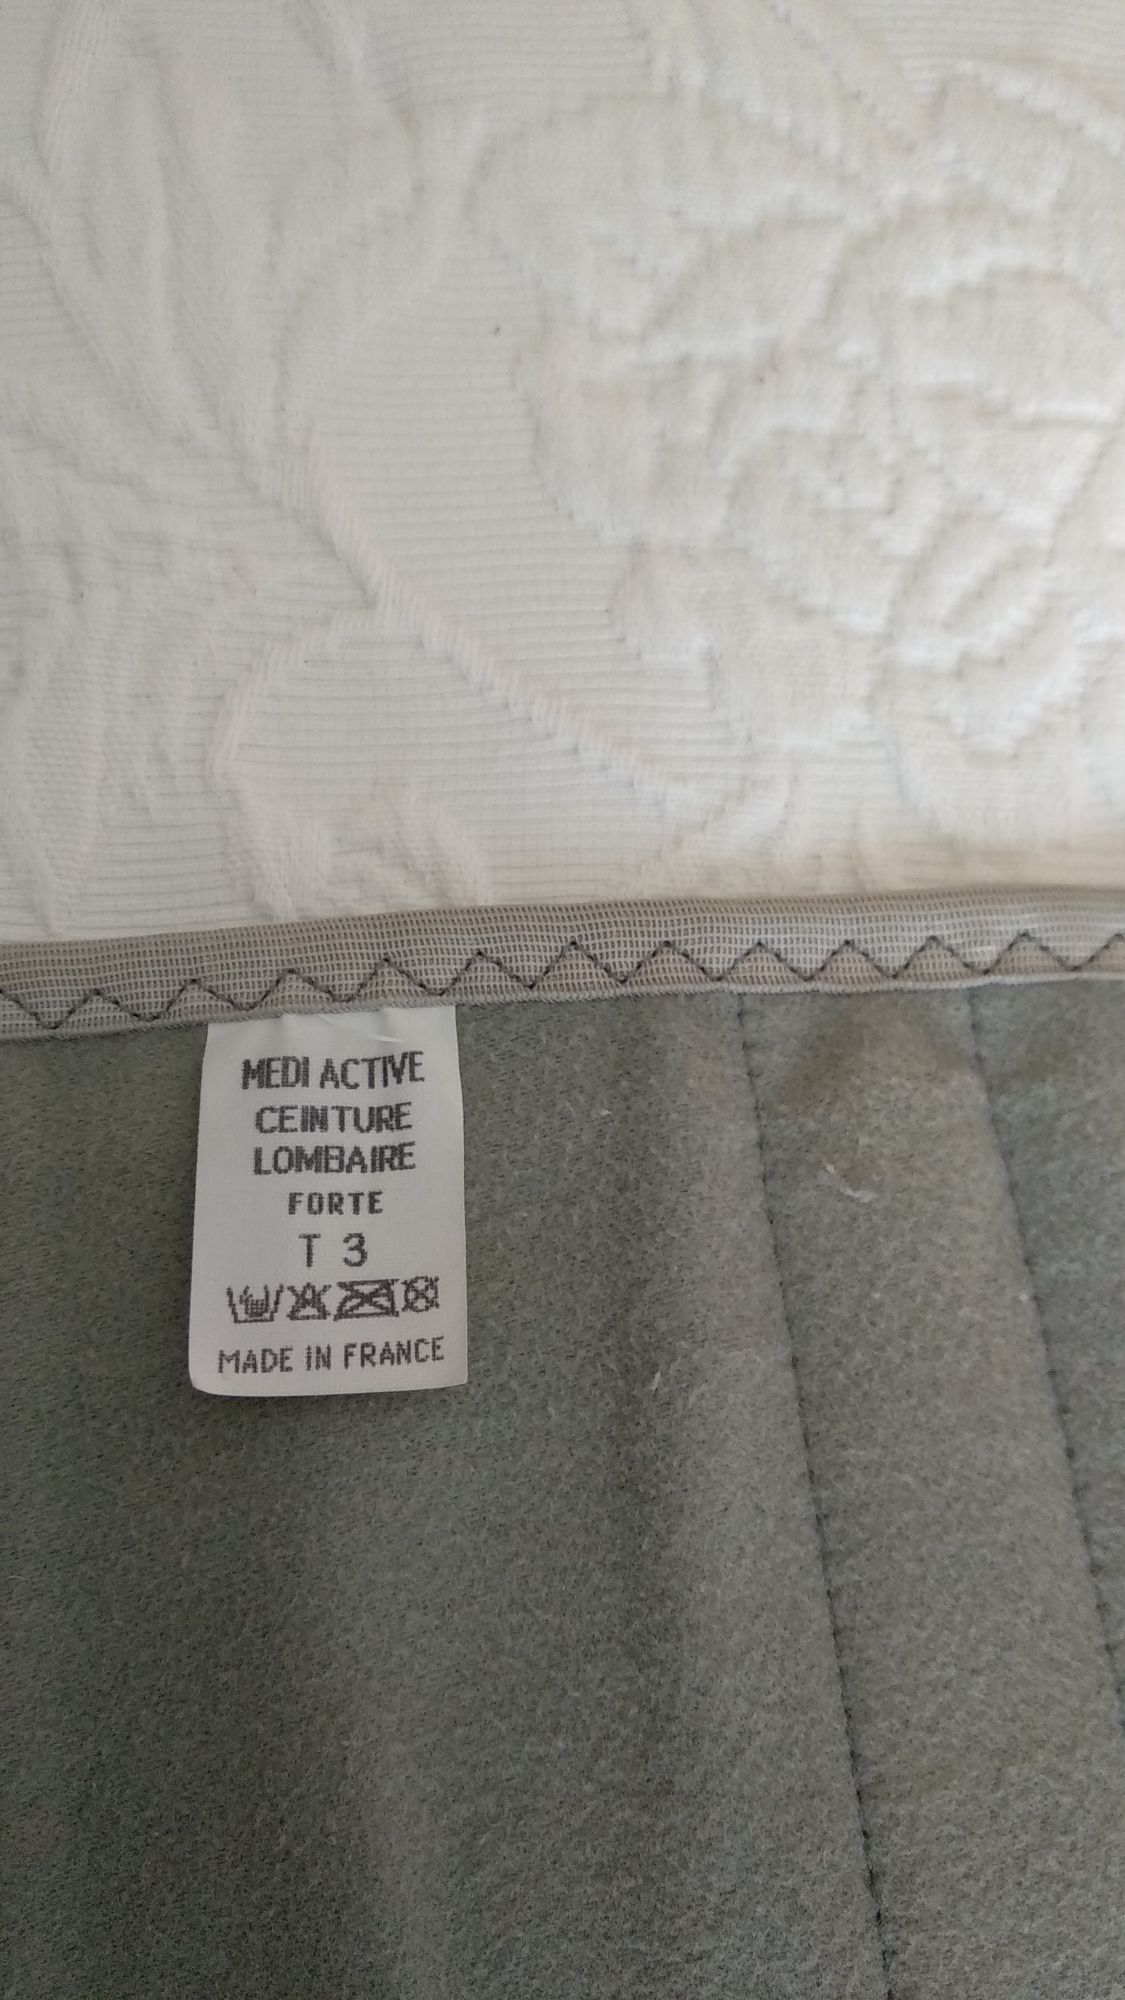 MEDI ACTIVE
CEINTURE
LOMBAIRE
FORTE
T 3
MADE IN FRANCE